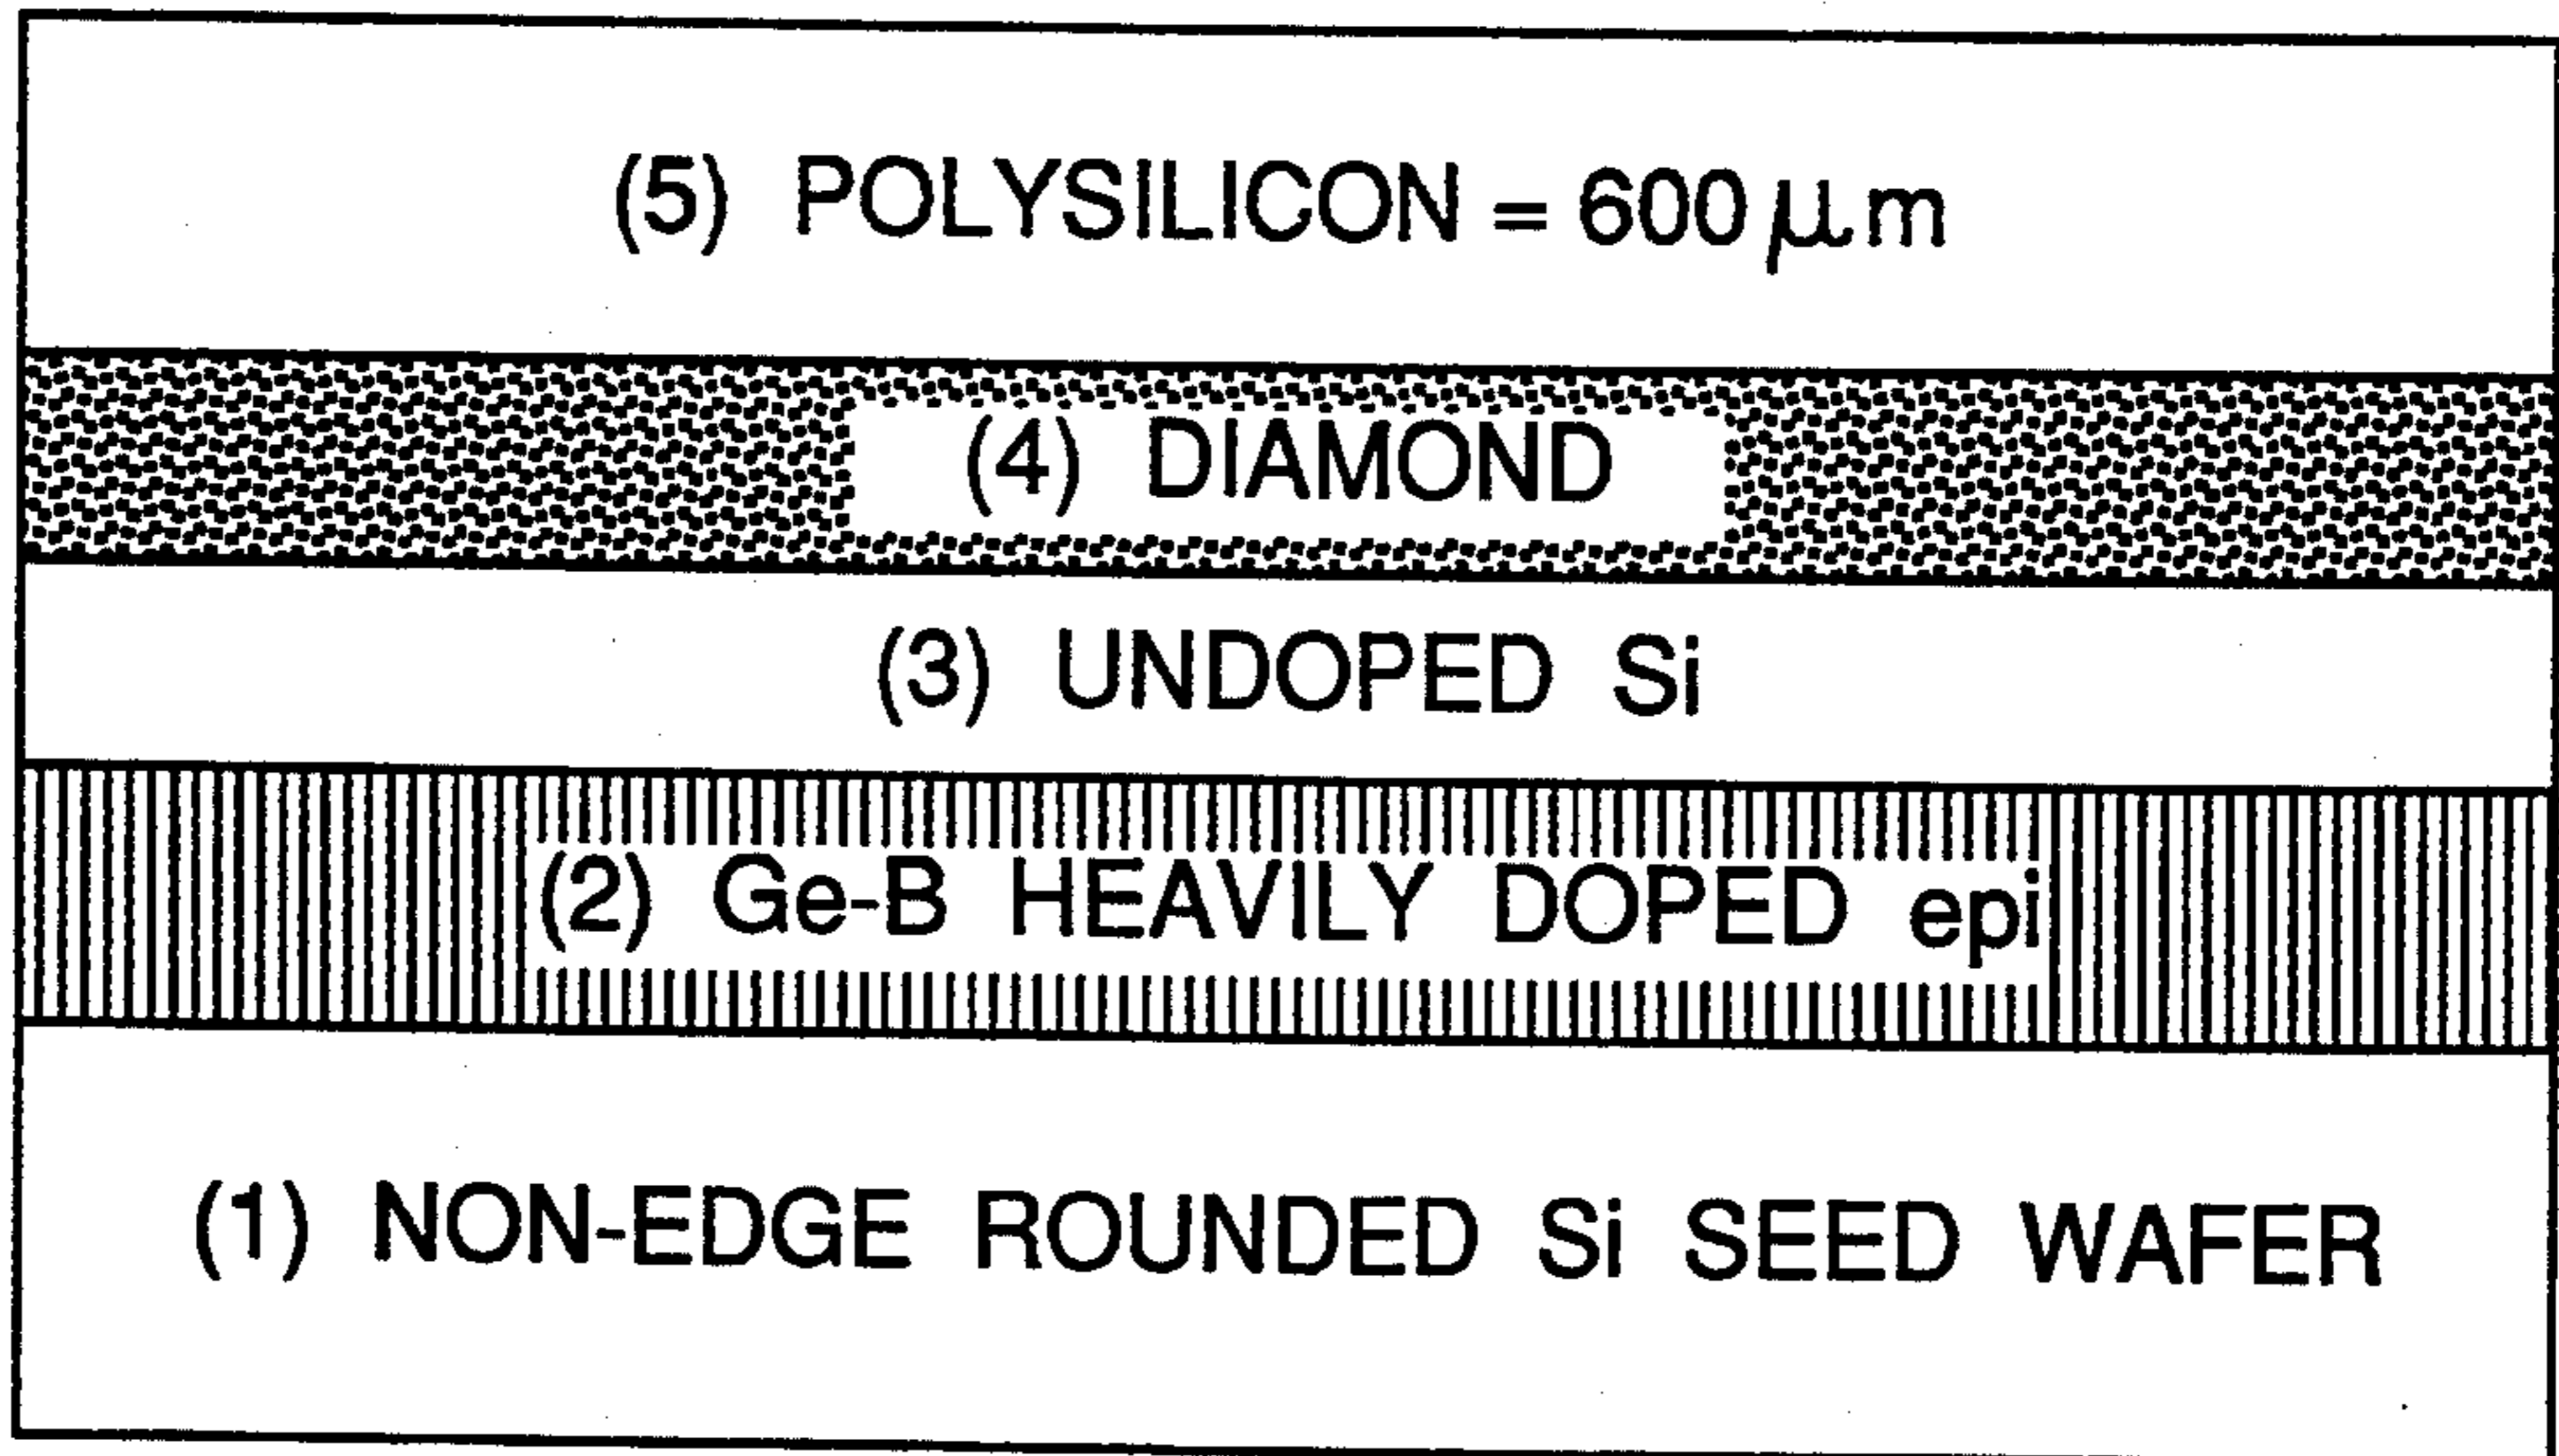 (5) POLYSILICON = 600 μm
(4) DIAMOND
(3) UNDOPED Si
(2) Ge-B HEAVILY DOPED epi
(1) NON-EDGE ROUNDED Si SEED WAFER